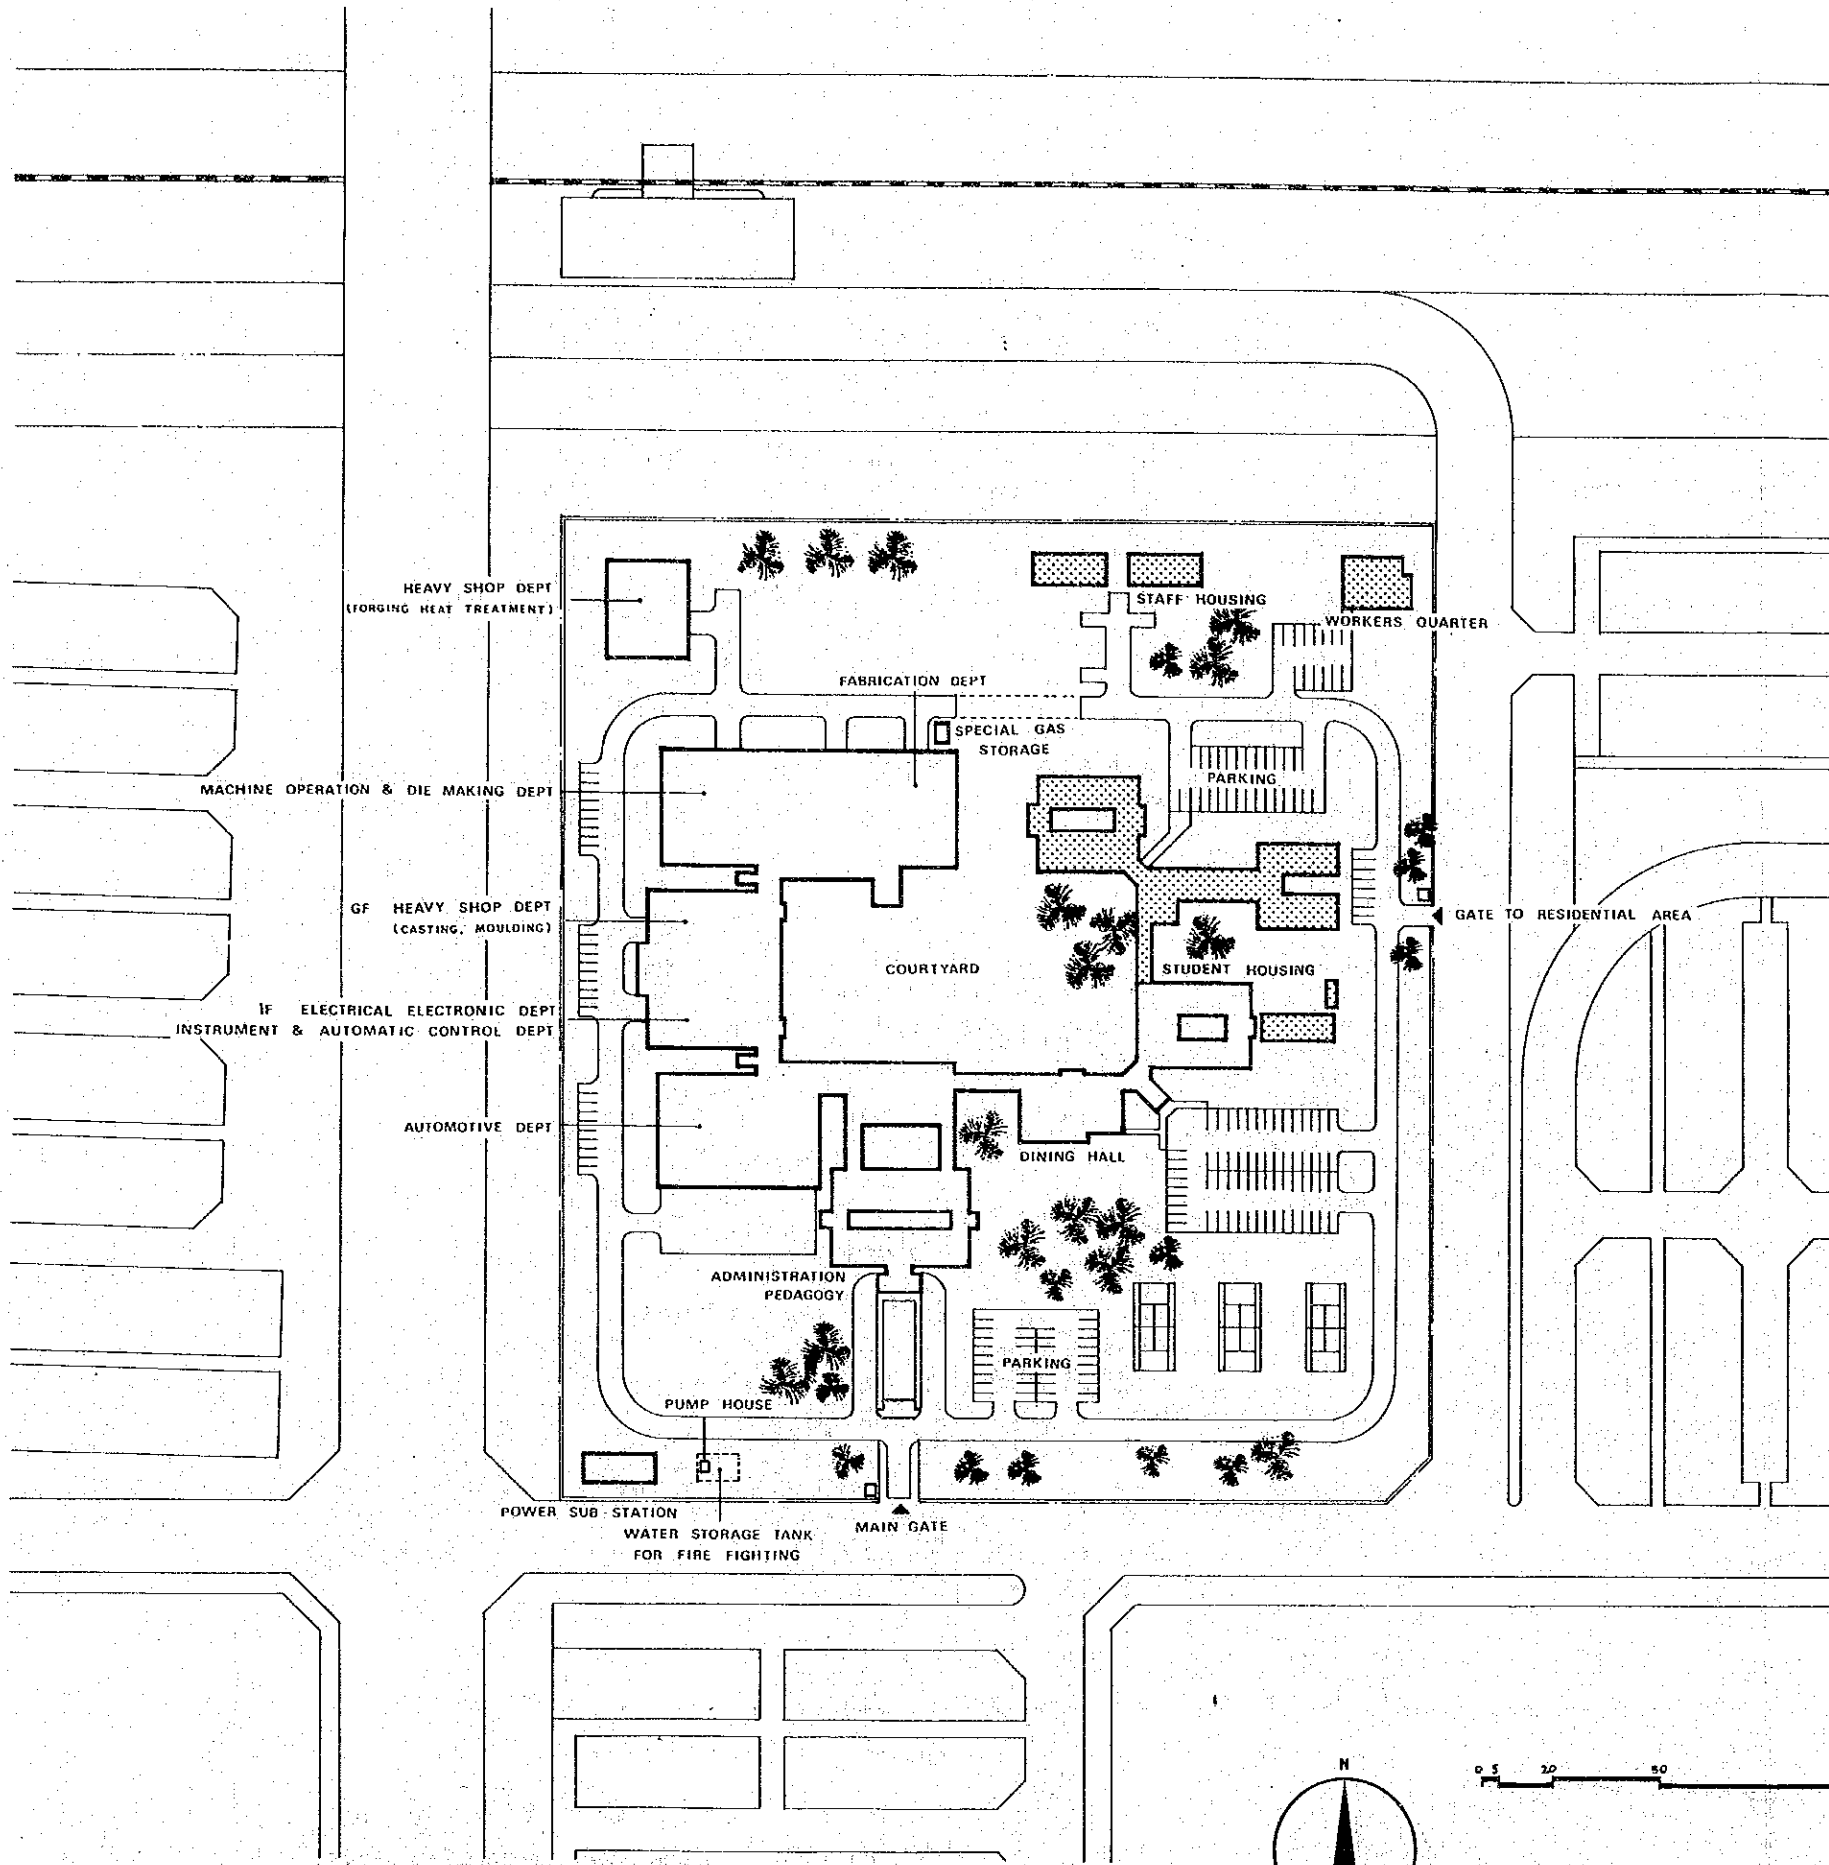 HEAVY SHOP DEPT
(FORGING HEAT TREATMENT)
STAFF HOUSING
WORKERS QUARTER
FABRICATION DEPT
SPECIAL GAS
STORAGE
PARKING
MACHINE OPERATION & DIE MAKING DEPT
GF HEAVY SHOP DEPT
(CASTING, MOULDING)
GATE TO RESIDENTIAL AREA
COURTYARD
STUDENT HOUSING
1F ELECTRICAL ELECTRONIC DEPT
INSTRUMENT & AUTOMATIC CONTROL DEPT
AUTOMOTIVE DEPT
DINING HALL
ADMINISTRATION
PEDAGOGY
PARKING
PUMP HOUSE
POWER SUB-STATION
WATER STORAGE TANK
FOR FIRE FIGHTING
MAIN GATE
N
0 5 20 50